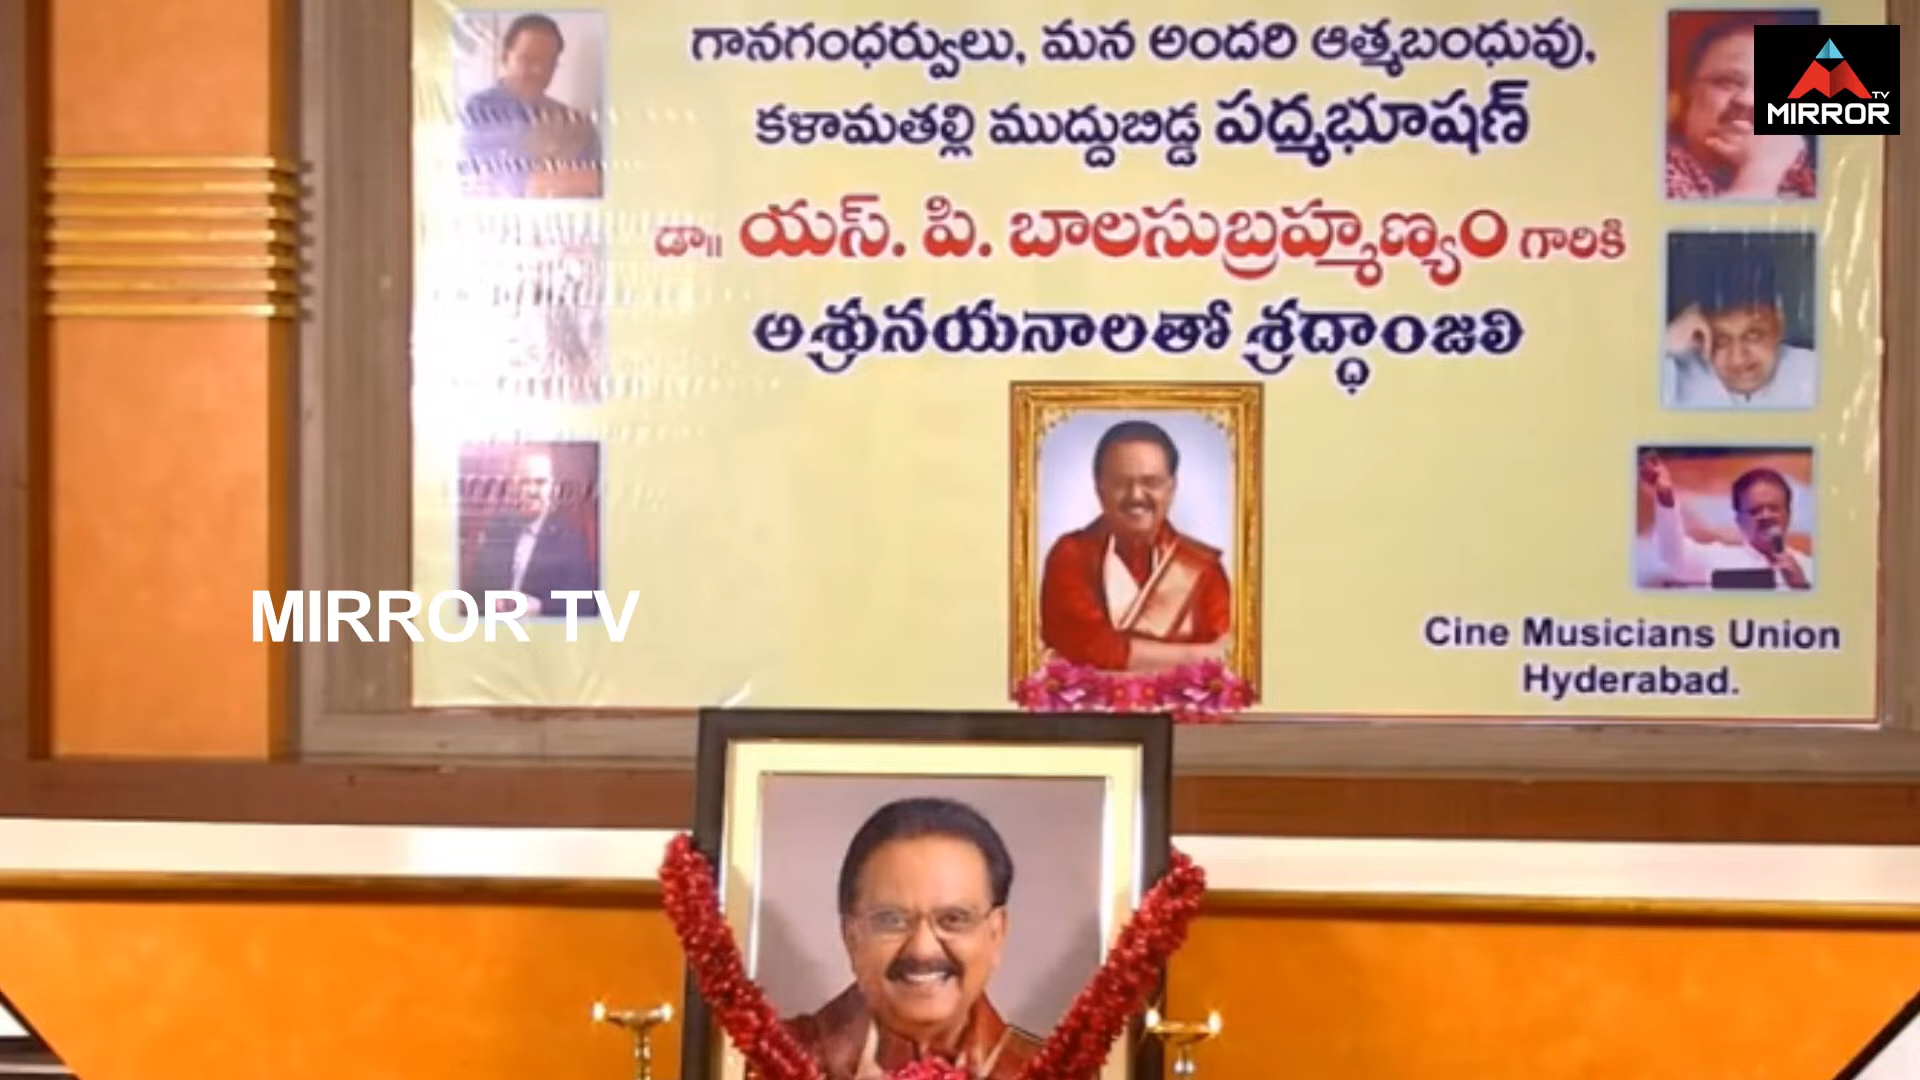 గానగంధర్వులు, మన అందరి ఆత్మబంధువు,
కళామతల్లి ముద్దుబిడ్డ పద్మభూషణ్
డా॥ యస్. పి. బాలసుబ్రహ్మణ్యం గారికి
అశ్రునయనాలతో శ్రద్ధాంజలి
Cine Musicians Union
Hyderabad.
MIRROR TV
TV
MIRROR